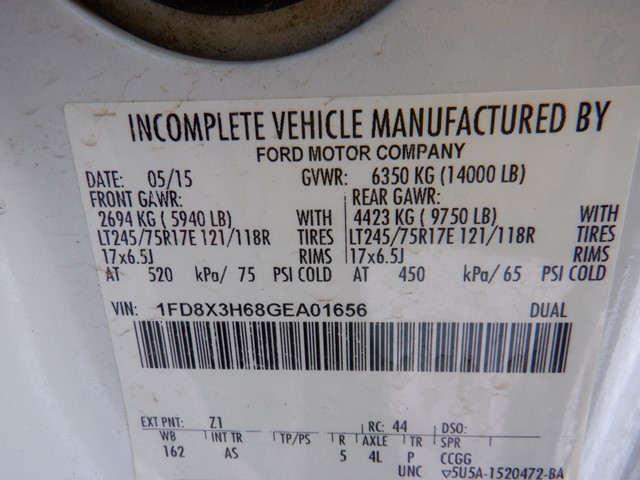 INCOMPLETE VEHICLE MANUFACTURED BY
FORD MOTOR COMPANY
DATE: 05/15 GVWR: 6350 KG (14000 LB)
FRONT GAWR: REAR GAWR:
2694 KG ( 5940 LB) WITH 4423 KG ( 9750 LB) WITH
LT245/75R17E 121/118R TIRES LT245/75R17E 121/118R TIRES
17x6.5J RIMS 17x6.5J RIMS
AT 520 kPa/ 75 PSI COLD AT 450 kPa/ 65 PSI COLD
VIN: 1FD8X3H68GEA01656 DUAL
EXT PNT: Z1 RC: 44 DSO:
WB INT TR TP/PS R AXLE TR SPR
162 AS 5 4L P CCGG
UNC ▽5U5A-1520472-BA